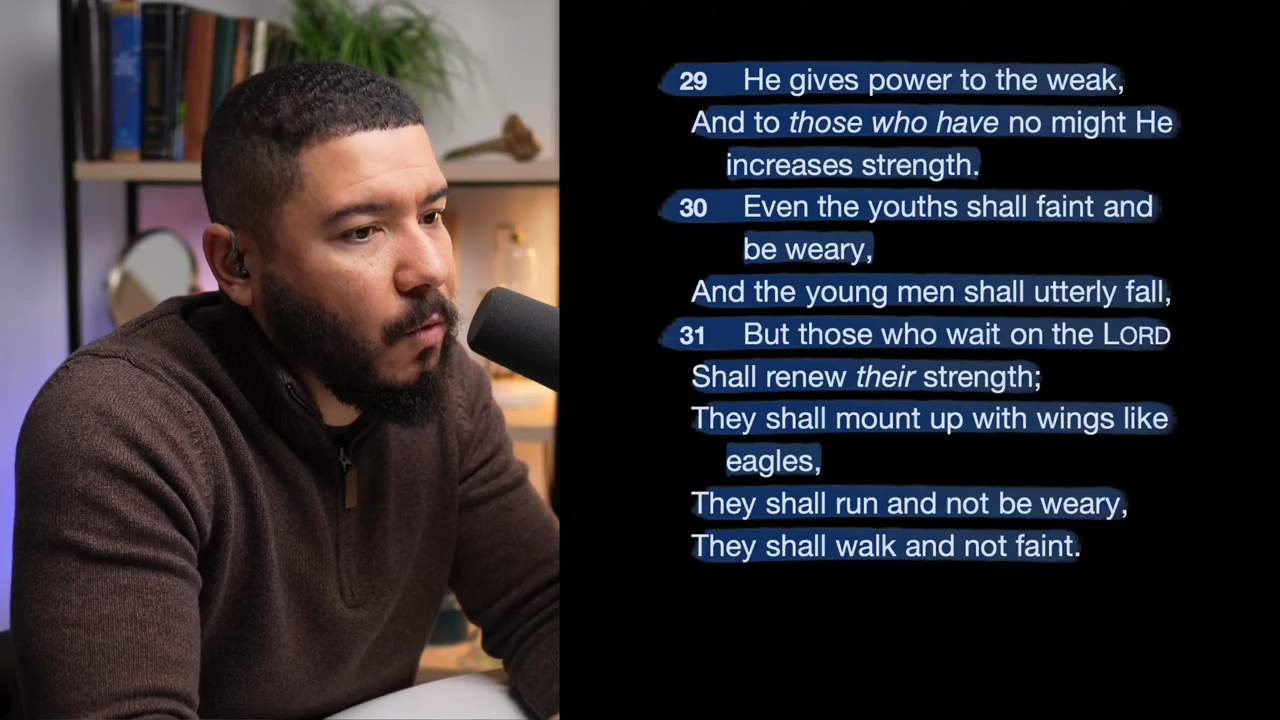 29 He gives power to the weak,
And to those who have no might He
increases strength.
30 Even the youths shall faint and
be weary,
And the young men shall utterly fall,
31 But those who wait on the LORD
Shall renew their strength;
They shall mount up with wings like
eagles,
They shall run and not be weary,
They shall walk and not faint.